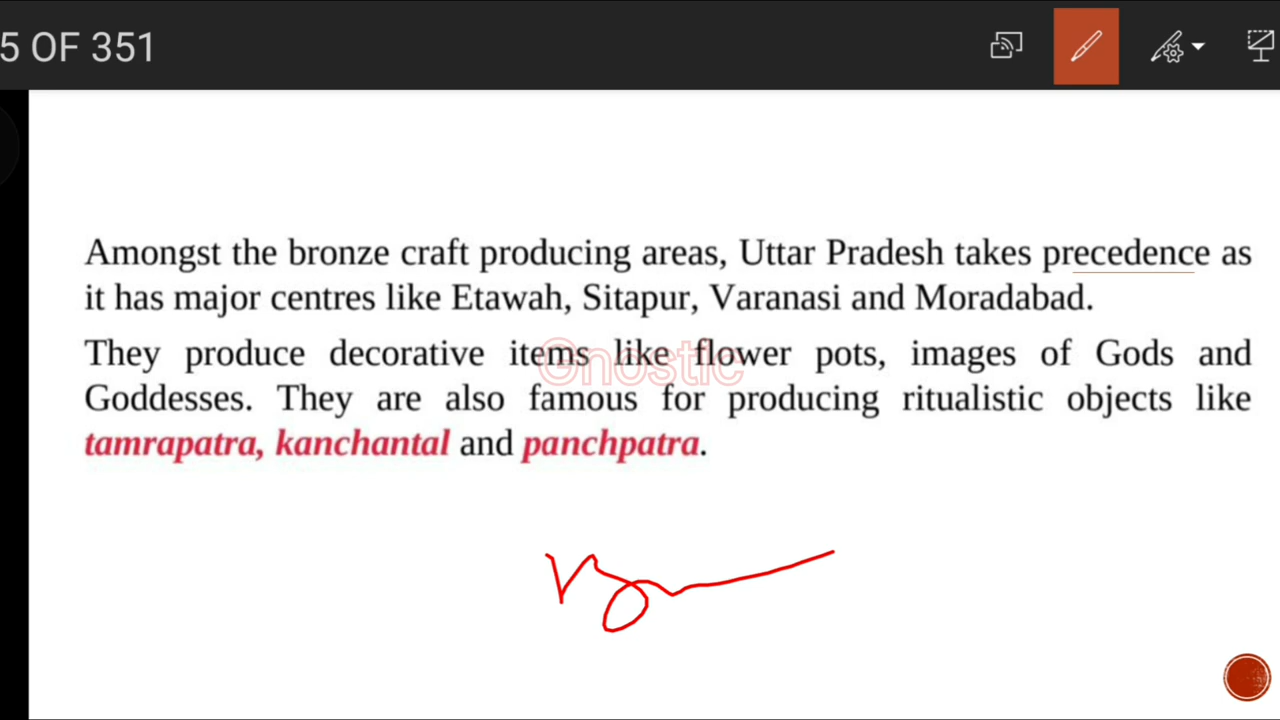 5 OF 351
Amongst the bronze craft producing areas, Uttar Pradesh takes precedence as
it has major centres like Etawah, Sitapur, Varanasi and Moradabad.
They produce decorative items like flower pots, images of Gods and
Gnostic
Goddesses. They are also famous for producing ritualistic objects like
tamrapatra, kanchantal and panchpatra.